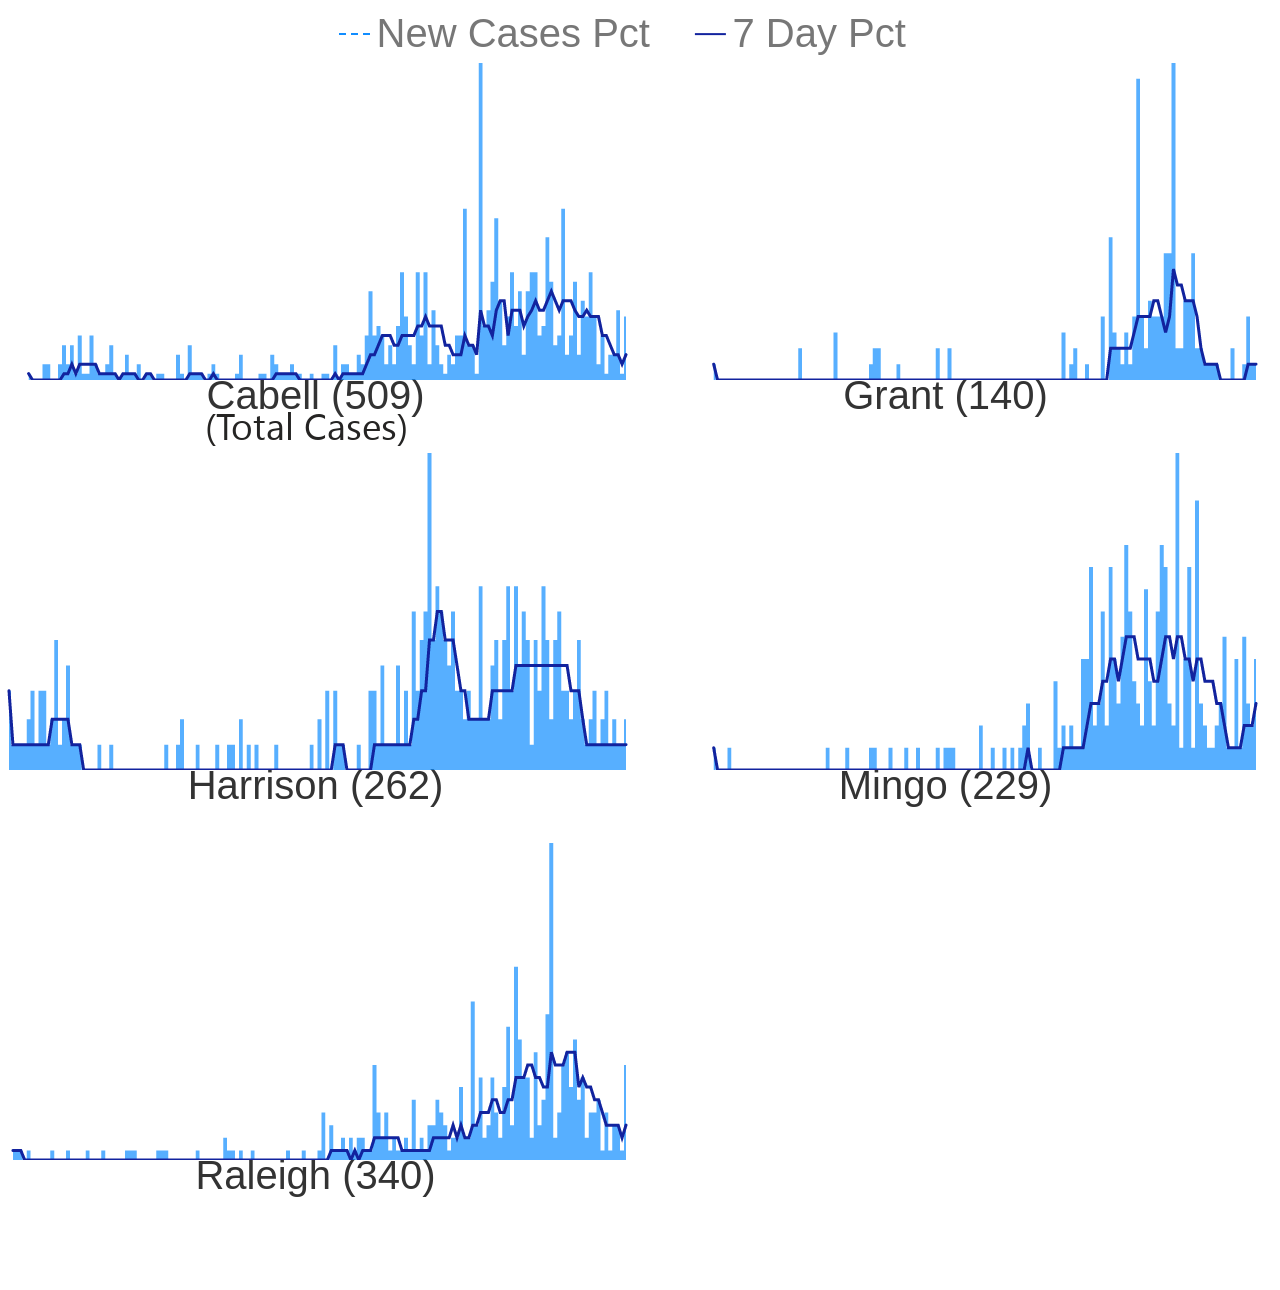 New Cases Pct 7 Day Pct
Cabell (509) Grant (140)
(Total Cases)
Harrison (262) Mingo (229)
Raleigh (340)